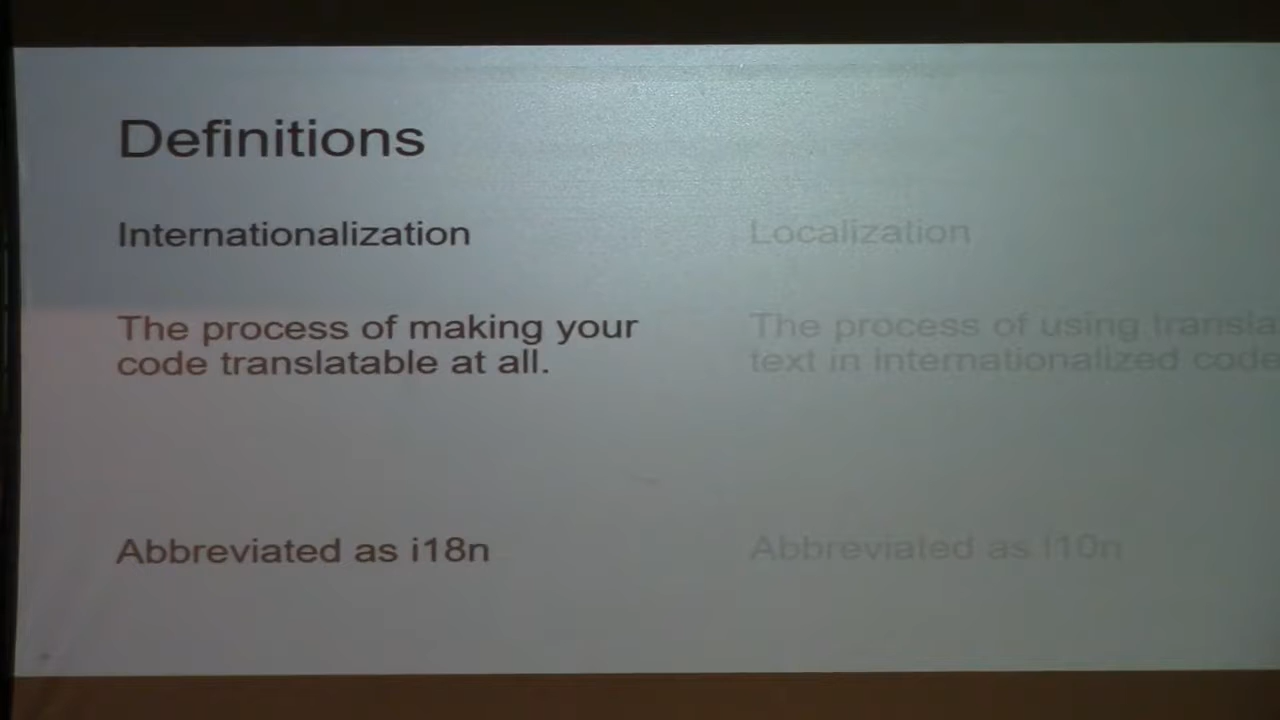 Definitions
Internationalization
The process of making your
code translatable at all.
Abbreviated as i18n
Localization
The process of using
text in internationalized code
Abbreviated as l10n